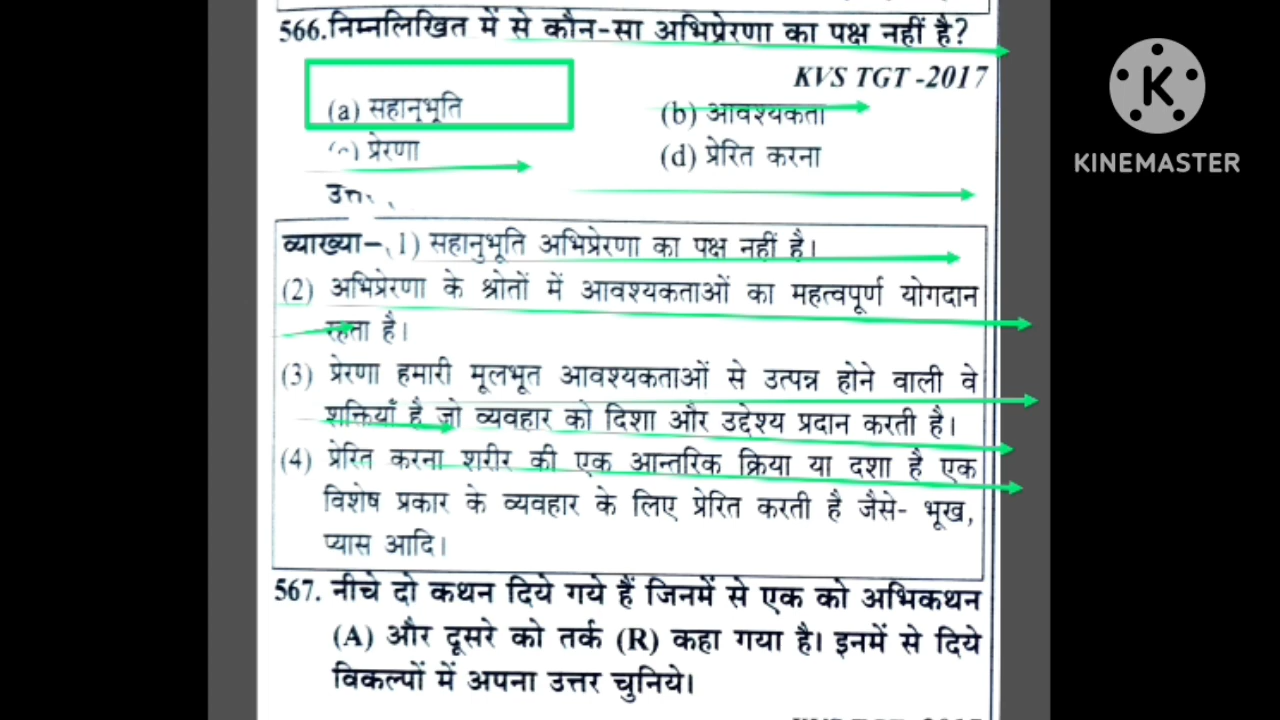 566.निम्नलिखित में से कौन-सा अभिप्रेरणा का पक्ष नहीं है?
KVS TGT -2017
(a) सहानुभूति
(b) आवश्यकता
प्रेरणा
(d) प्रेरित करना
व्याख्या– 1) सहानुभूति अभिप्रेरणा का पक्ष नहीं है।
(2) अभिप्रेरणा के श्रोतों में आवश्यकताओं का महत्वपूर्ण योगदान
रहता है।
(3) प्रेरणा हमारी मूलभूत आवश्यकताओं से उत्पन्न होने वाली वे
शक्तियाँ है जो व्यवहार को दिशा और उद्देश्य प्रदान करती है।
(4) प्रेरित करना शरीर की एक आन्तरिक क्रिया या दशा है एक
विशेष प्रकार के व्यवहार के लिए प्रेरित करती है जैसे- भूख,
प्यास आदि।
567. नीचे दो कथन दिये गये हैं जिनमें से एक को अभिकथन
(A) और दूसरे को तर्क (R) कहा गया है। इनमें से दिये
विकल्पों में अपना उत्तर चुनिये।
K
KINEMASTER